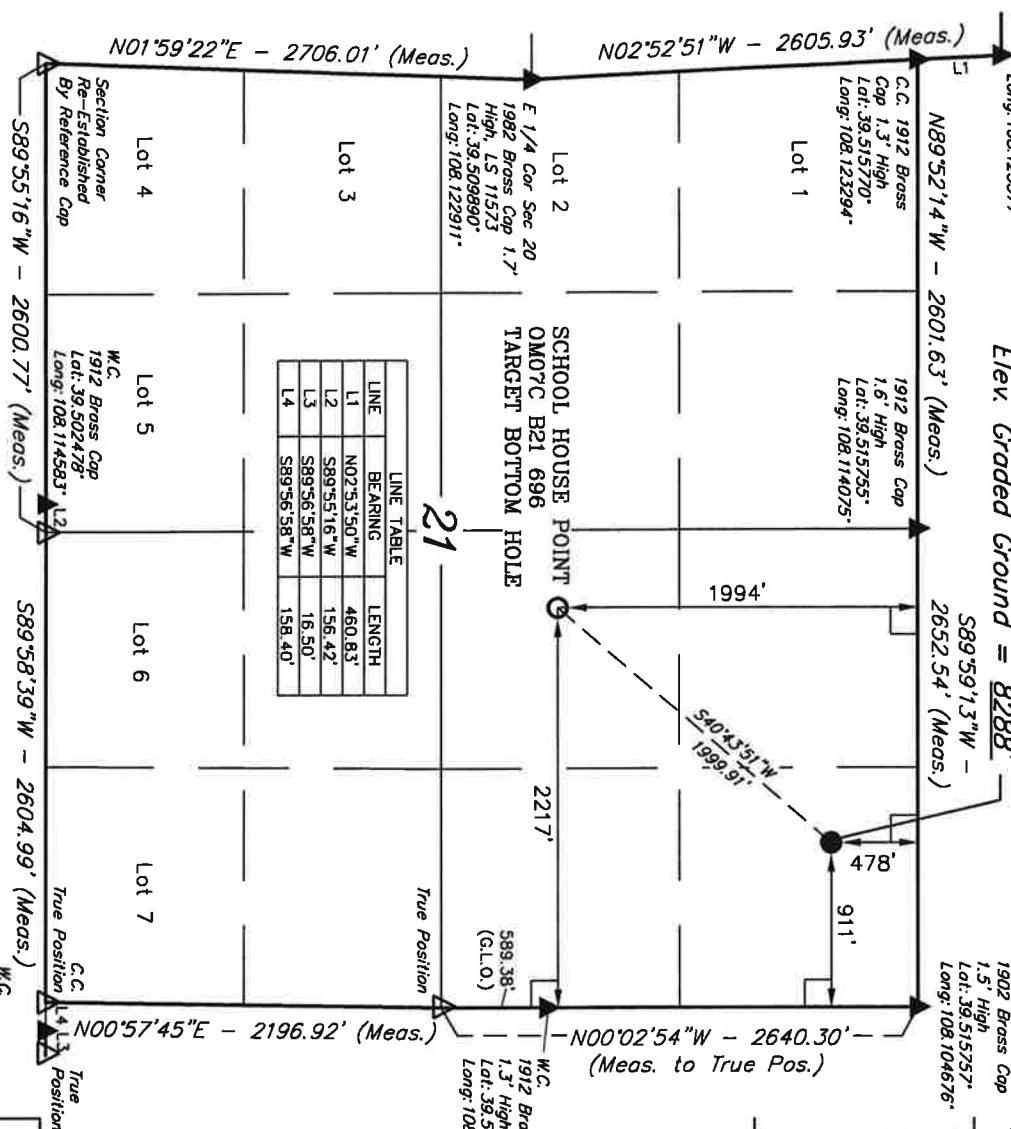 Elev. Graded Ground = 8288'
N01°59'22"E - 2706.01' (Meas.)
N02°52'51"W - 2605.93' (Meas.)
L1
C.C. 1912 Brass
Cap 1.3' High
Lat: 39.515770°
Long: 108.123294°
N89°52'14"W - 2601.63' (Meas.)
1912 Brass Cap
1.6' High
Lat: 39.515755°
Long: 108.114075°
S89°59'13"W -
2652.54' (Meas.)
1902 Brass Cap
1.5' High
Lat: 39.515757°
Long: 108.104676°
Lot 1
E 1/4 Cor Sec 20
1982 Brass Cap 1.7'
High, LS 11573
Lat: 39.509890°
Long: 108.122911°
Lot 2
Lot 3
Lot 4
Section Corner
Re-Established
By Reference Cap
SCHOOL HOUSE POINT
OM07C B21 696
TARGET BOTTOM HOLE
1994'
S40°43'51"W
1999.91'
478'
911'
2217'
589.38'
(G.L.O.)
True Position
21
LINE TABLE
LINE BEARING LENGTH
L1 N02°53'50"W 460.83'
L2 S89°55'16"W 156.42'
L3 S89°56'58"W 16.50'
L4 S89°56'58"W 158.40'
W.C.
1912 Brass Cap
Lat: 39.502478°
Long: 108.114583°
Lot 5
L2
Lot 6
Lot 7
S89°55'16"W - 2600.77' (Meas.)
S89°58'39"W - 2604.99' (Meas.)
C.C.
True Position
L4
L3
True
Position
W.C.
N00°57'45"E - 2196.92' (Meas.)
N00°02'54"W - 2640.30'
(Meas. to True Pos.)
W.C.
1912 Bra
1.3' High
Lat: 39.5
Long: 108